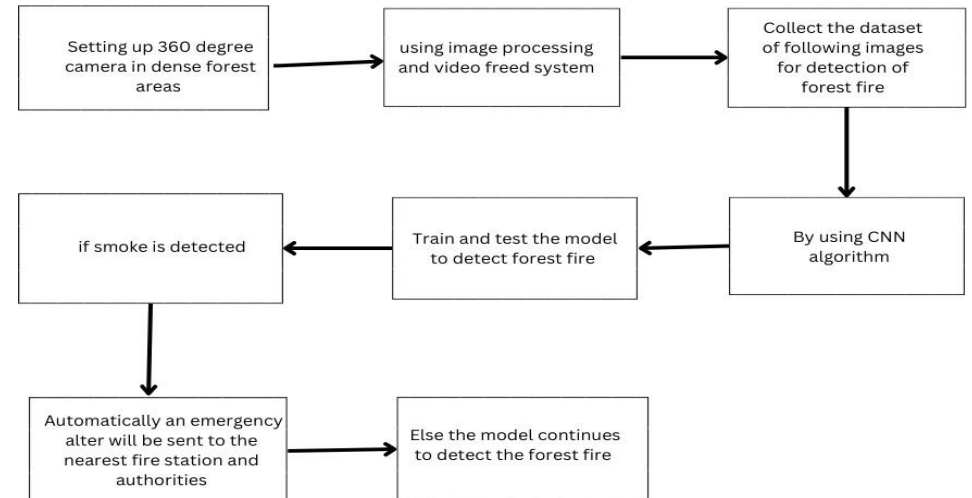 Setting up 360 degree
camera in dense forest
areas
using image processing
and video freed system
Collect the dataset
of following images
for detection of
forest fire
By using CNN
algorithm
Train and test the model
to detect forest fire
if smoke is detected
Automatically an emergency
alter will be sent to the
nearest fire station and
authorities
Else the model continues
to detect the forest fire